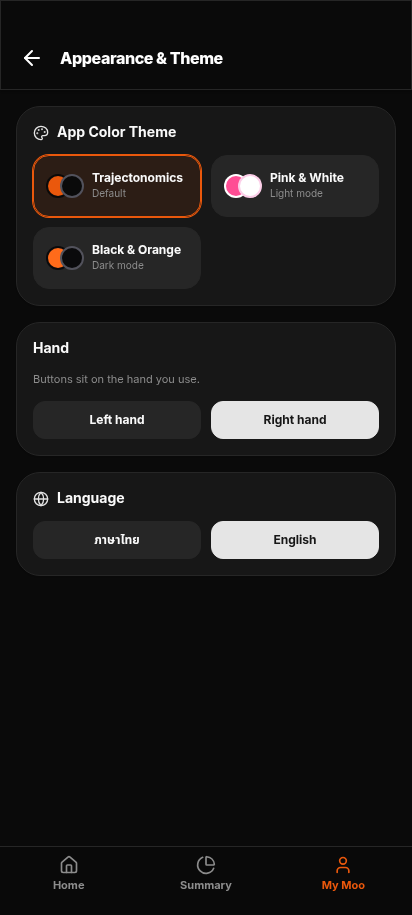 Appearance & Theme
App Color Theme
Trajectonomics
Default
Pink & White
Light mode
Black & Orange
Dark mode
Hand
Buttons sit on the hand you use.
Left hand
Right hand
Language
ภาษาไทย
English
Home
Summary
My Moo